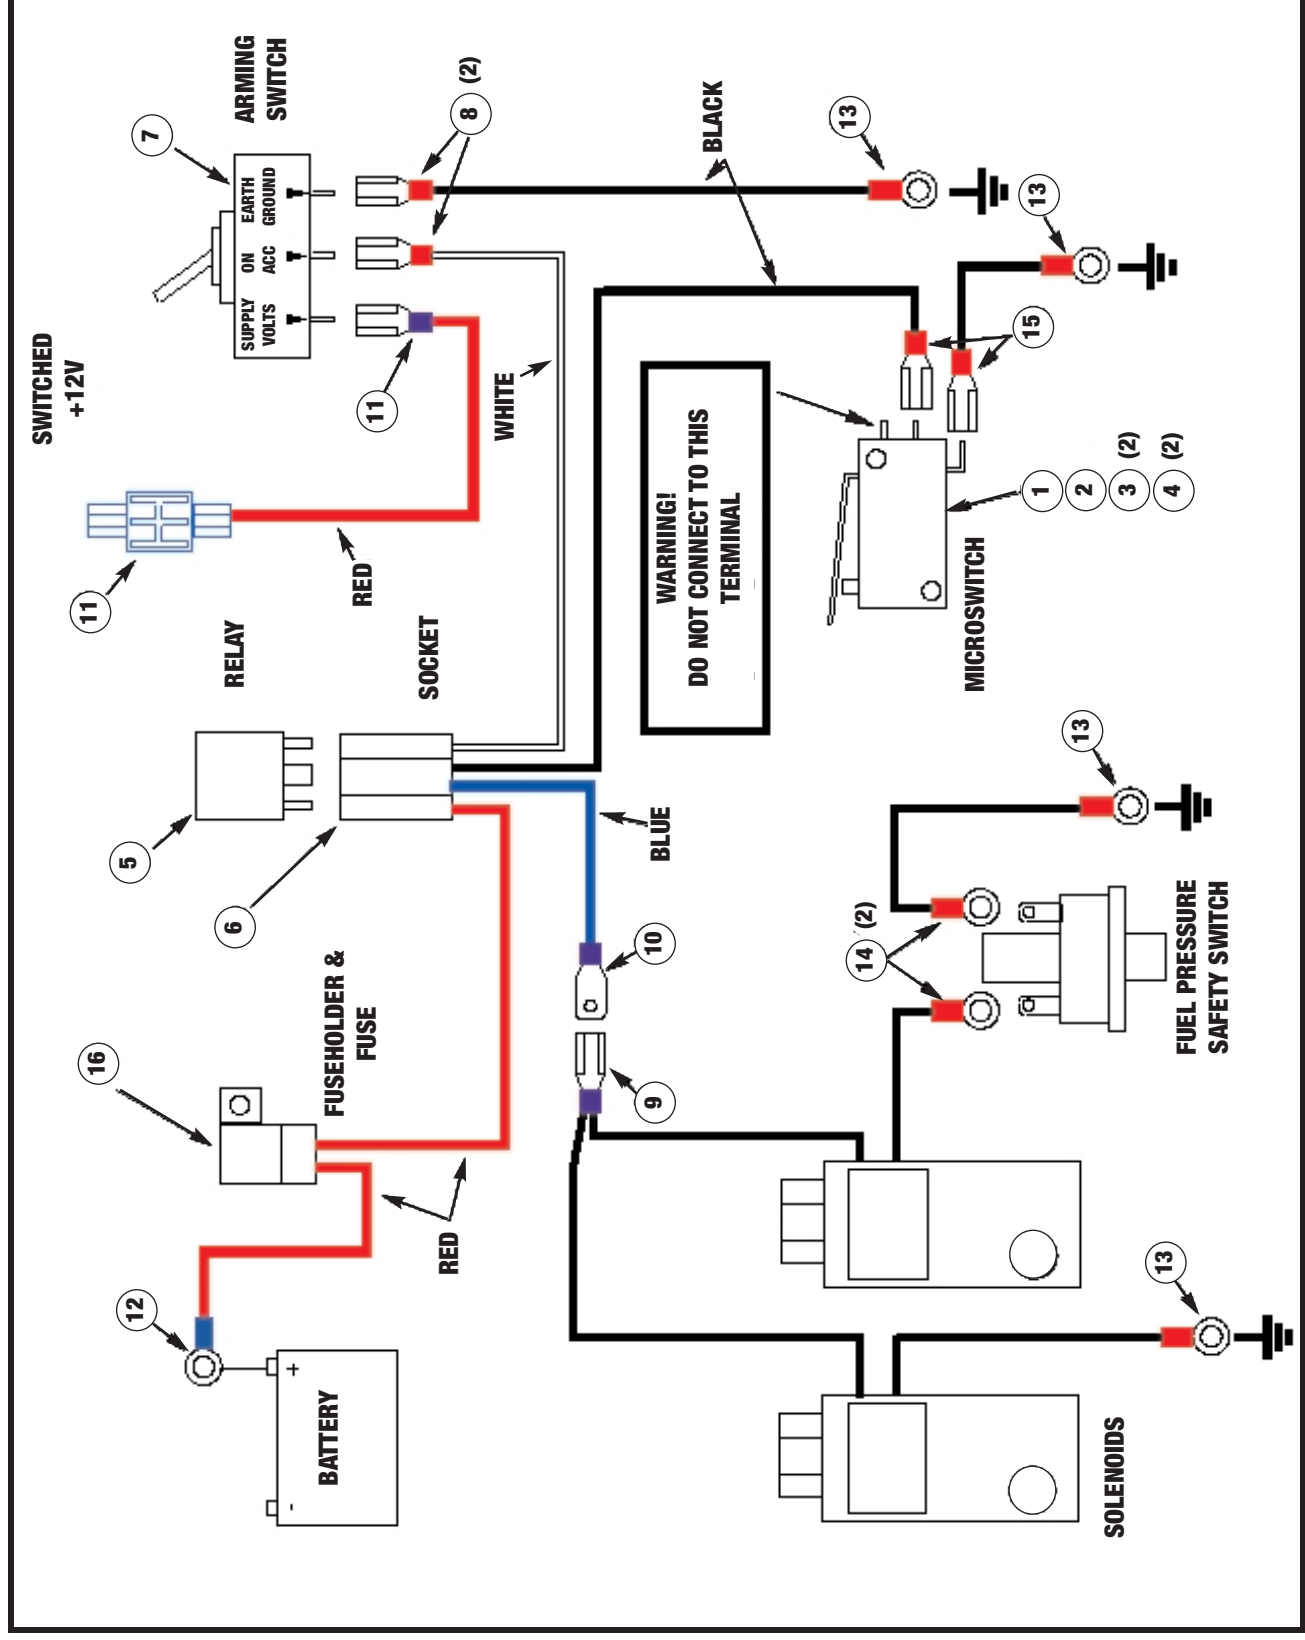 SWITCHED
+12V
ARMING
SWITCH
7
SUPPLY
VOLTS
ON
ACC
EARTH
GROUND
8 (2)
11
11
RED
WHITE
BLACK
13
13
15
RELAY
SOCKET
5
6
WARNING!
DO NOT CONNECT TO THIS
TERMINAL
1 2 3 (2) 4 (2)
MICROSWITCH
FUSEHOLDER &
FUSE
16
BLUE
10
9
RED
12
BATTERY
+
-
14 (2)
13
FUEL PRESSURE
SAFETY SWITCH
13
SOLENOIDS